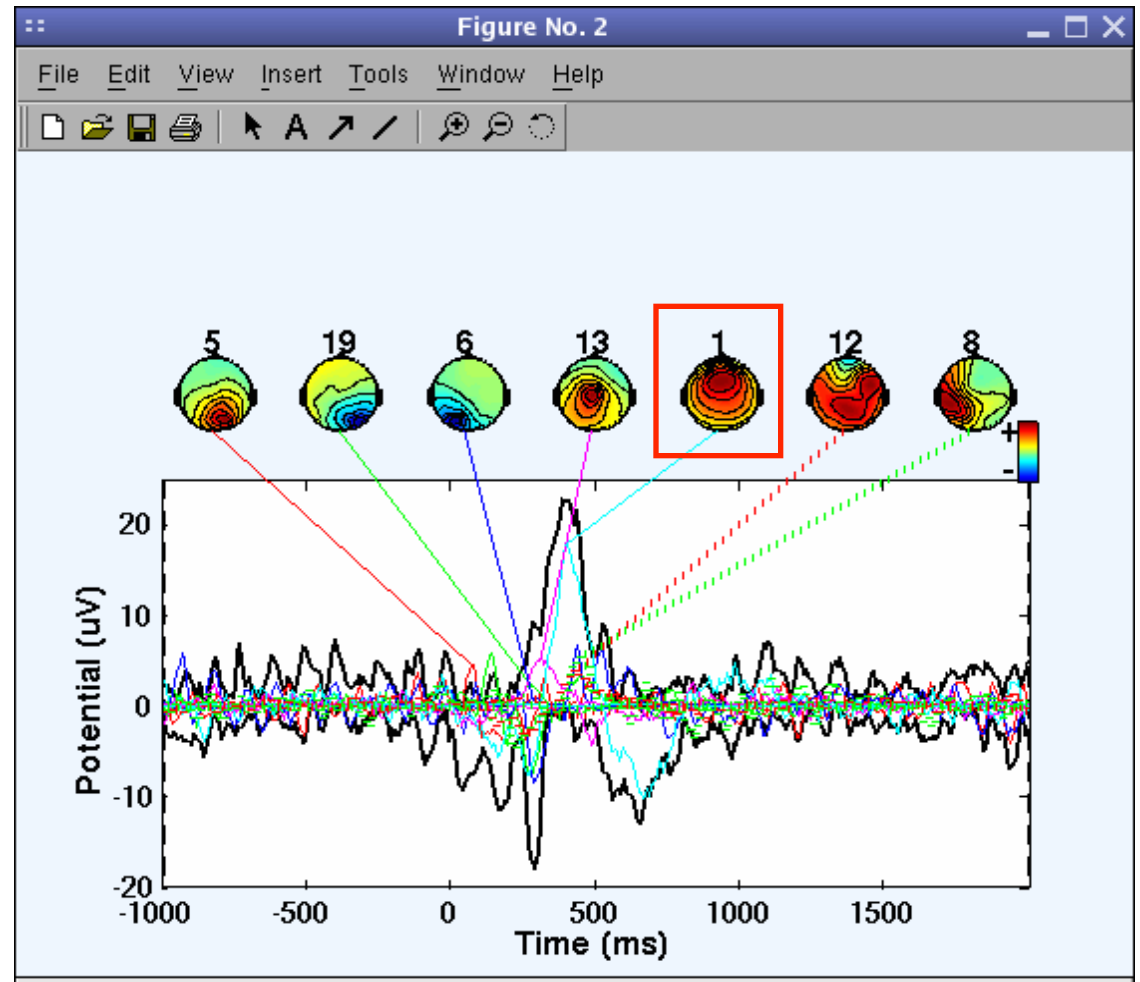 Figure No. 2
File Edit View Insert Tools Window Help
A
5 19 6 13 1 12 8
+
-
20
10
0
-10
-20
Potential (uV)
-1000 -500 0 500 1000 1500
Time (ms)